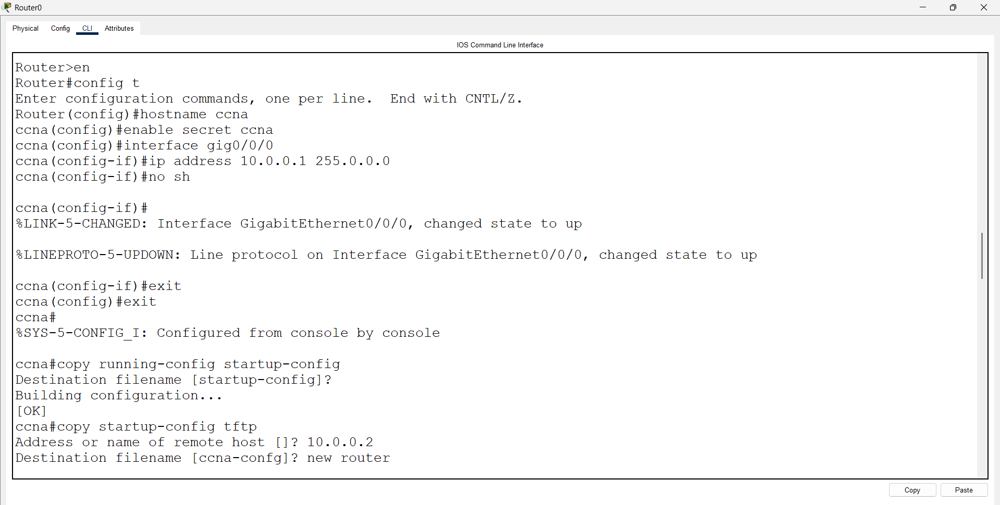 Router0
Physical Config CLI Attributes
IOS Command Line Interface
Router>en
Router#config t
Enter configuration commands, one per line.  End with CNTL/Z.
Router(config)#hostname ccna
ccna(config)#enable secret ccna
ccna(config)#interface gig0/0/0
ccna(config-if)#ip address 10.0.0.1 255.0.0.0
ccna(config-if)#no sh
ccna(config-if)#
%LINK-5-CHANGED: Interface GigabitEthernet0/0/0, changed state to up
%LINEPROTO-5-UPDOWN: Line protocol on Interface GigabitEthernet0/0/0, changed state to up
ccna(config-if)#exit
ccna(config)#exit
ccna#
%SYS-5-CONFIG_I: Configured from console by console
ccna#copy running-config startup-config
Destination filename [startup-config]?
Building configuration...
[OK]
ccna#copy startup-config tftp
Address or name of remote host []? 10.0.0.2
Destination filename [ccna-confg]? new router
Copy Paste